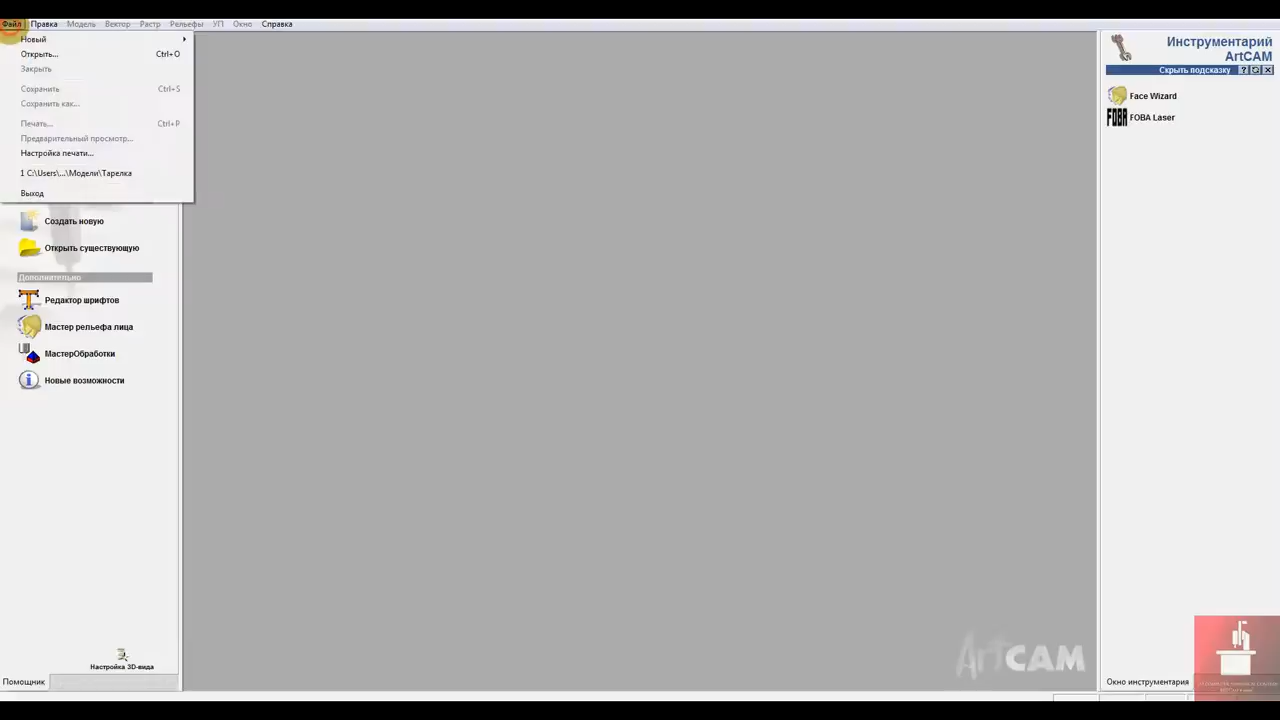 Файл Правка Модель Вектор Растр Рельефы УП Окно Справка
Новый
Открыть... Ctrl+O
Закрыть
Сохранить Ctrl+S
Сохранить как...
Печать... Ctrl+P
Предварительный просмотр...
Настройка печати...
1 C:\Users\...\Модели\Тарелка
Выход
Создать новую
Открыть существующую
Дополнительно
Редактор шрифтов
Мастер рельефа лица
МастерОбработки
Новые возможности
Настройка 3D-вида
Помощник
ArtCAM
Инструментарий
ArtCAM
Скрыть подсказку
Face Wizard
FOBA FOBA Laser
Окно инструментария